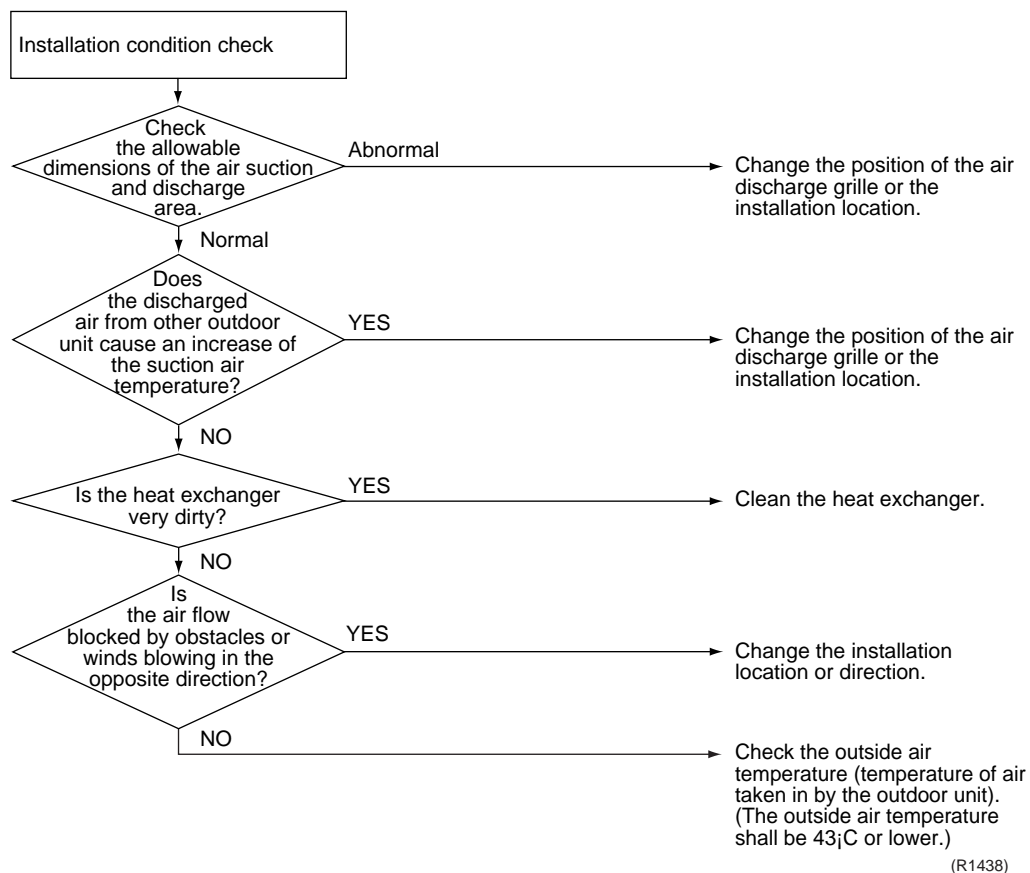 Installation condition check
Check
the allowable
dimensions of the air suction
and discharge
area.
Abnormal
Change the position of the air
discharge grille or the
installation location.
Normal
Does
the discharged
air from other outdoor
unit cause an increase of
the suction air
temperature?
YES
Change the position of the air
discharge grille or the
installation location.
NO
Is the heat exchanger
very dirty?
YES
Clean the heat exchanger.
NO
Is
the air flow
blocked by obstacles or
winds blowing in the
opposite direction?
YES
Change the installation
location or direction.
NO
Check the outside air
temperature (temperature of air
taken in by the outdoor unit).
(The outside air temperature
shall be 43¡C or lower.)
(R1438)